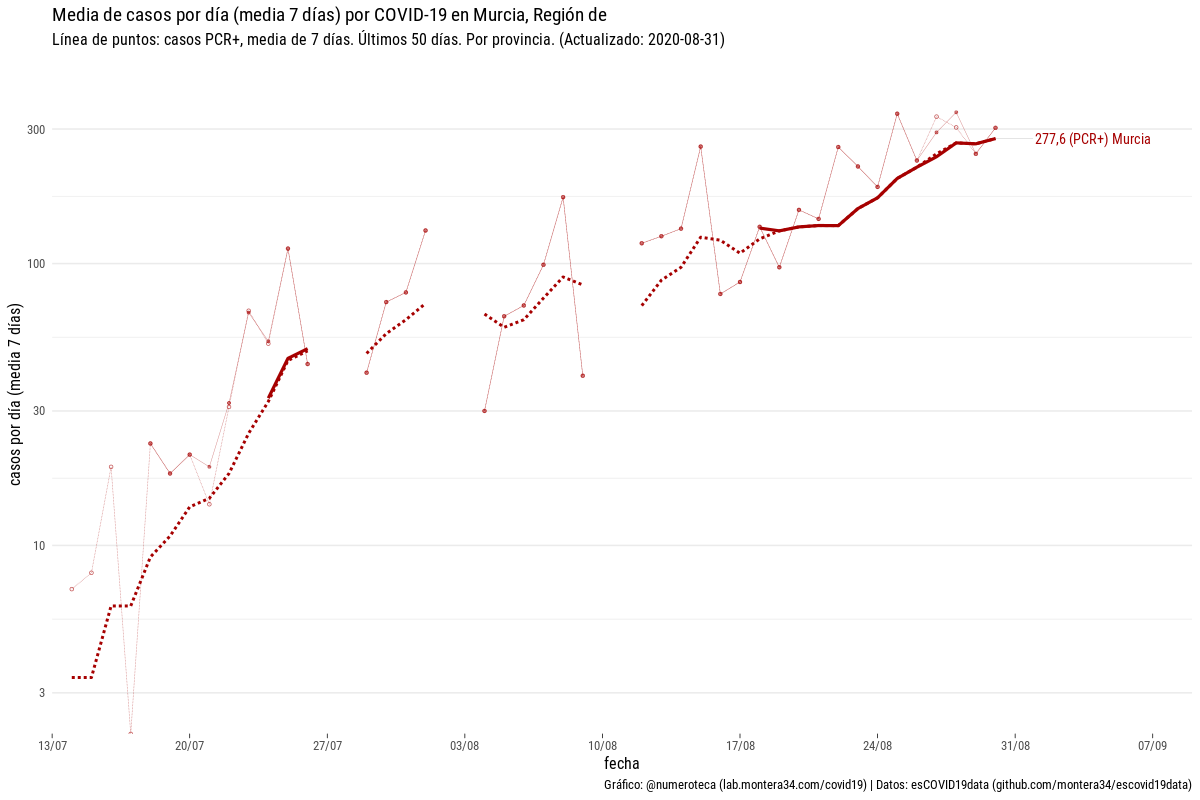 Media de casos por día (media 7 días) por COVID-19 en Murcia, Región de
Línea de puntos: casos PCR+, media de 7 días. Últimos 50 días. Por provincia. (Actualizado: 2020-08-31)
casos por día (media 7 días)
300
100
30
10
3
277,6 (PCR+) Murcia
13/07
20/07
27/07
03/08
10/08
17/08
24/08
31/08
07/09
fecha
Gráfico: @numeroteca (lab.montera34.com/covid19) | Datos: esCOVID19data (github.com/montera34/escovid19data)